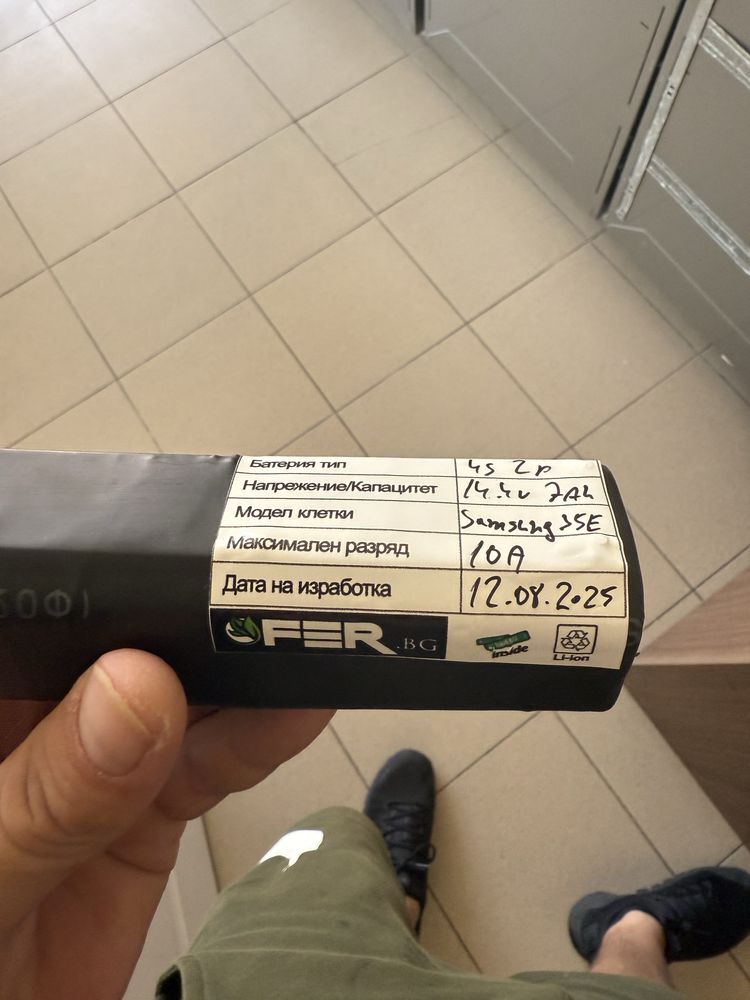 Батерия тип 4s 2p
Напрежение/Капацитет 14.4v 7Ah
Модел клетки Samsung 35E
Максимален разряд 10A
Дата на изработка 12.08.2025
FER.BG
inside
Li-ion